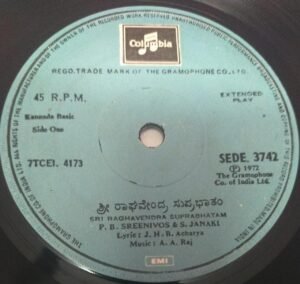 Columbia
REGD. TRADE MARK OF THE GRAMOPHONE CO., LTD.
45 R.P.M.
EXTENDED
PLAY
Kannada Basic
Side One
7TCEI. 4173
SEDE. 3742
Ⓟ 1972
The Gramophone
Co. of India Ltd.
ಶ್ರೀ ರಾಘವೇಂದ್ರ ಸುಪ್ರಭಾತಂ
SRI RAGHAVENDRA SUPRABHATAM
P. B. SREENIVOS & S. JANAKI
Lyric: J. H. B. Acharya
Music: A. A. Raj
EMI